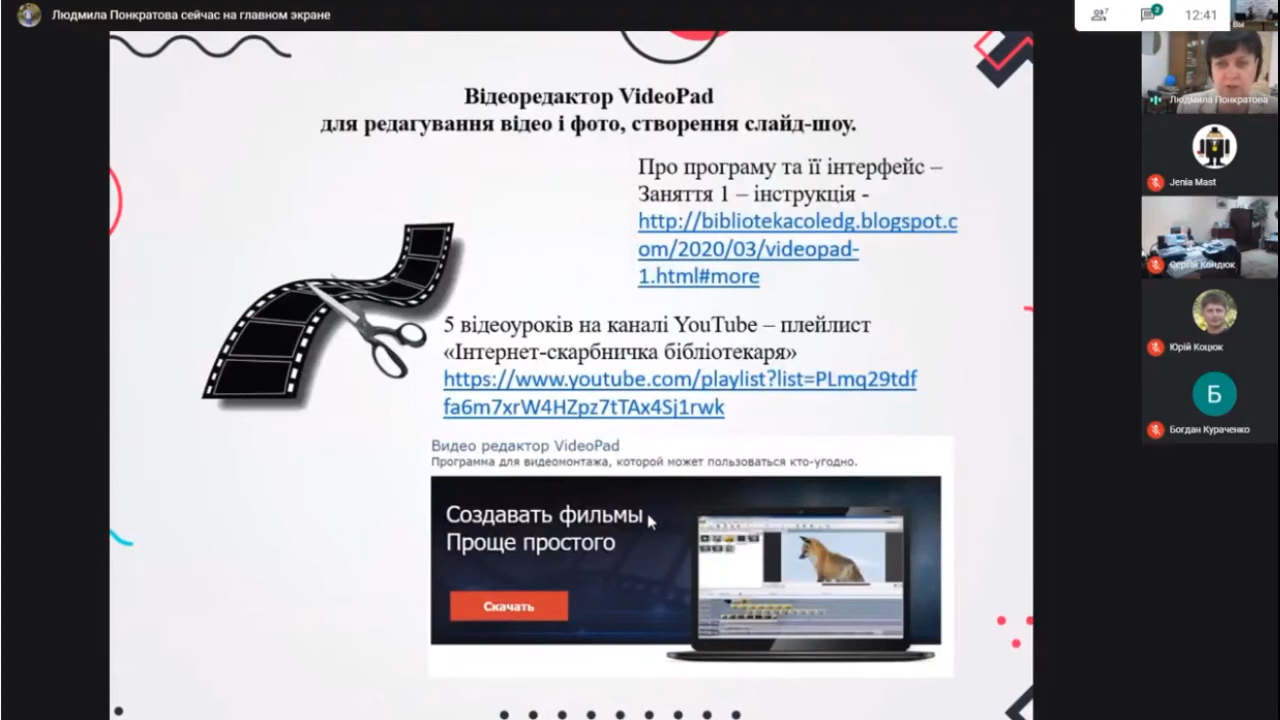 Людмила Понкратова сейчас на главном экране
7
2
12:41
Вы
Відеоредактор VideoPad
для редагування відео і фото, створення слайд-шоу.
Про програму та її інтерфейс –
Заняття 1 – інструкція -
http://bibliotekacoledg.blogspot.c
om/2020/03/videopad-
1.html#more
5 відеоуроків на каналі YouTube – плейлист
«Інтернет-скарбничка бібліотекаря»
https://www.youtube.com/playlist?list=PLmq29tdf
fa6m7xrW4HZpz7tTAx4Sj1rwk
Видео редактор VideoPad
Программа для видеомонтажа, которой может пользоваться кто-угодно.
Создавать фильмы
Проще простого
Скачать
Людмила Понкратова
Jenia Mast
Сергій Кондюк
Юрій Коцюк
Б
Богдан Кураченко